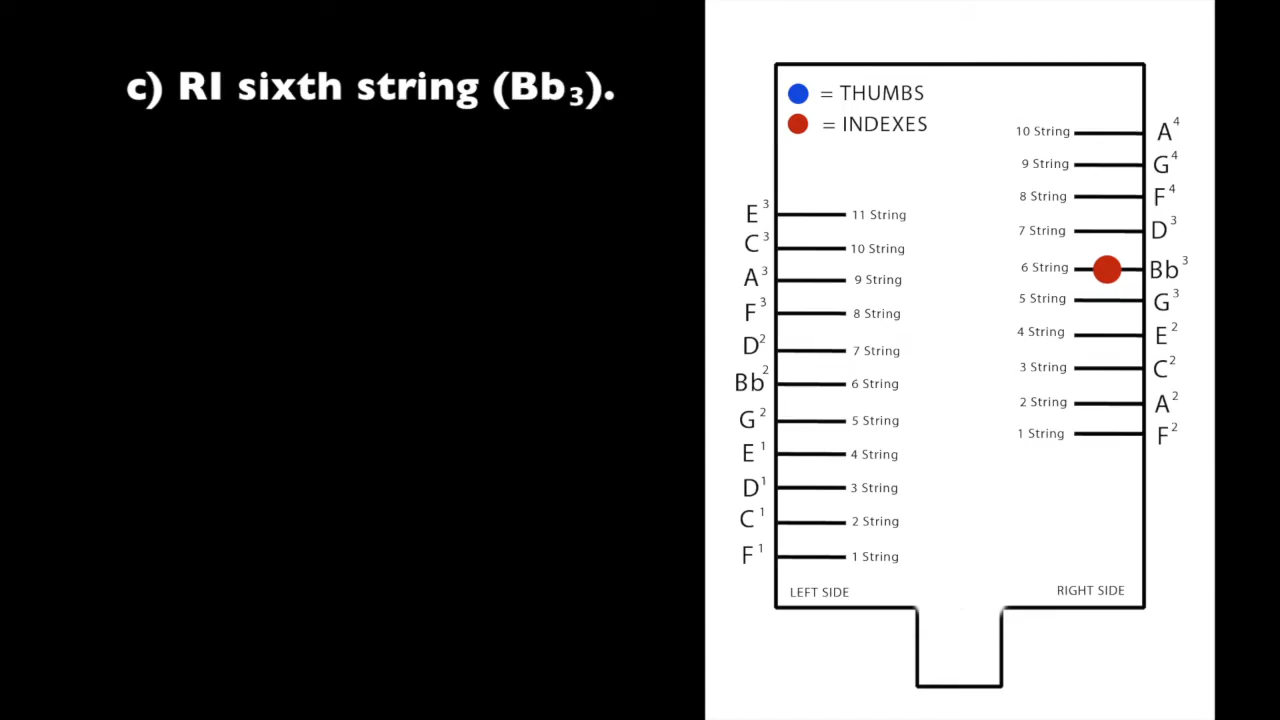 c) RI sixth string (Bb₃).
= THUMBS
= INDEXES
10 String A⁴
9 String G⁴
8 String F⁴
E³ 11 String
7 String D³
C³ 10 String
6 String Bb³
A³ 9 String
5 String G³
F³ 8 String
4 String E²
D² 7 String
3 String C²
Bb² 6 String
2 String A²
G² 5 String
1 String F²
E¹ 4 String
D¹ 3 String
C¹ 2 String
F¹ 1 String
LEFT SIDE
RIGHT SIDE